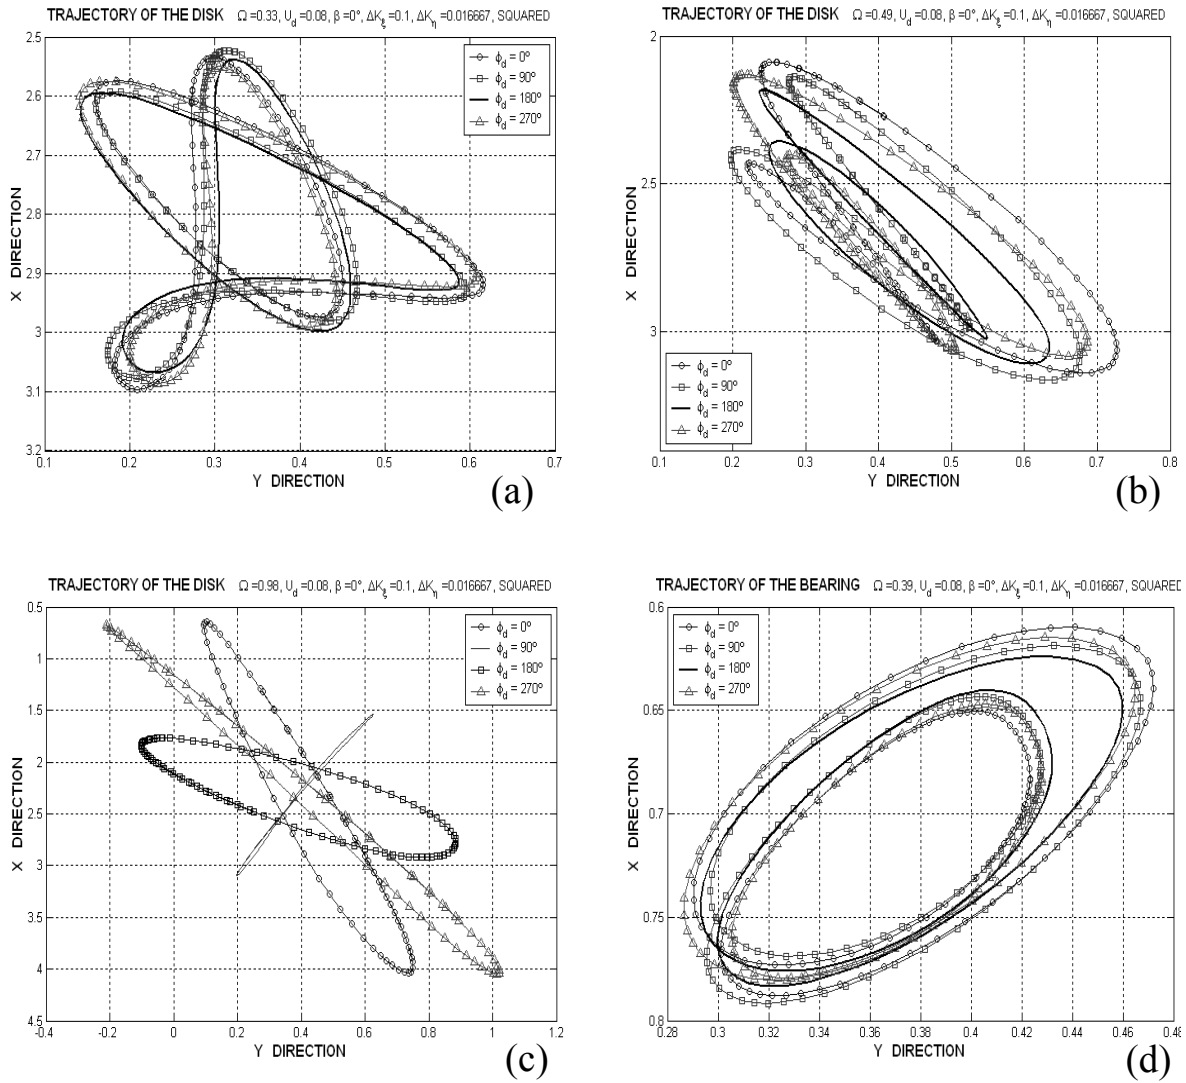 TRAJECTORY OF THE DISK Ω =0.33, U_d =0.08, β =0°, ΔK_ξ =0.1, ΔK_η =0.016667, SQUARED
2.5
2.6
2.7
2.8
2.9
3
3.1
3.2
X DIRECTION
ϕ_d = 0°
ϕ_d = 90°
ϕ_d = 180°
ϕ_d = 270°
0.1 0.2 0.3 0.4 0.5 0.6 0.7
Y DIRECTION
(a)
TRAJECTORY OF THE DISK Ω =0.49, U_d =0.08, β =0°, ΔK_ξ =0.1, ΔK_η =0.016667, SQUARED
2
2.5
3
X DIRECTION
ϕ_d = 0°
ϕ_d = 90°
ϕ_d = 180°
ϕ_d = 270°
0.1 0.2 0.3 0.4 0.5 0.6 0.7 0.8
Y DIRECTION
(b)
TRAJECTORY OF THE DISK Ω =0.98, U_d =0.08, β =0°, ΔK_ξ =0.1, ΔK_η =0.016667, SQUARED
0.5
1
1.5
2
2.5
3
3.5
4
4.5
X DIRECTION
ϕ_d = 0°
ϕ_d = 90°
ϕ_d = 180°
ϕ_d = 270°
-0.4 -0.2 0 0.2 0.4 0.6 0.8 1 1.2
Y DIRECTION
(c)
TRAJECTORY OF THE BEARING Ω =0.39, U_d =0.08, β =0°, ΔK_ξ =0.1, ΔK_η =0.016667, SQUARED
0.6
0.65
0.7
0.75
0.8
X DIRECTION
ϕ_d = 0°
ϕ_d = 90°
ϕ_d = 180°
ϕ_d = 270°
0.28 0.3 0.32 0.34 0.36 0.38 0.4 0.42 0.44 0.46 0.48
Y DIRECTION
(d)